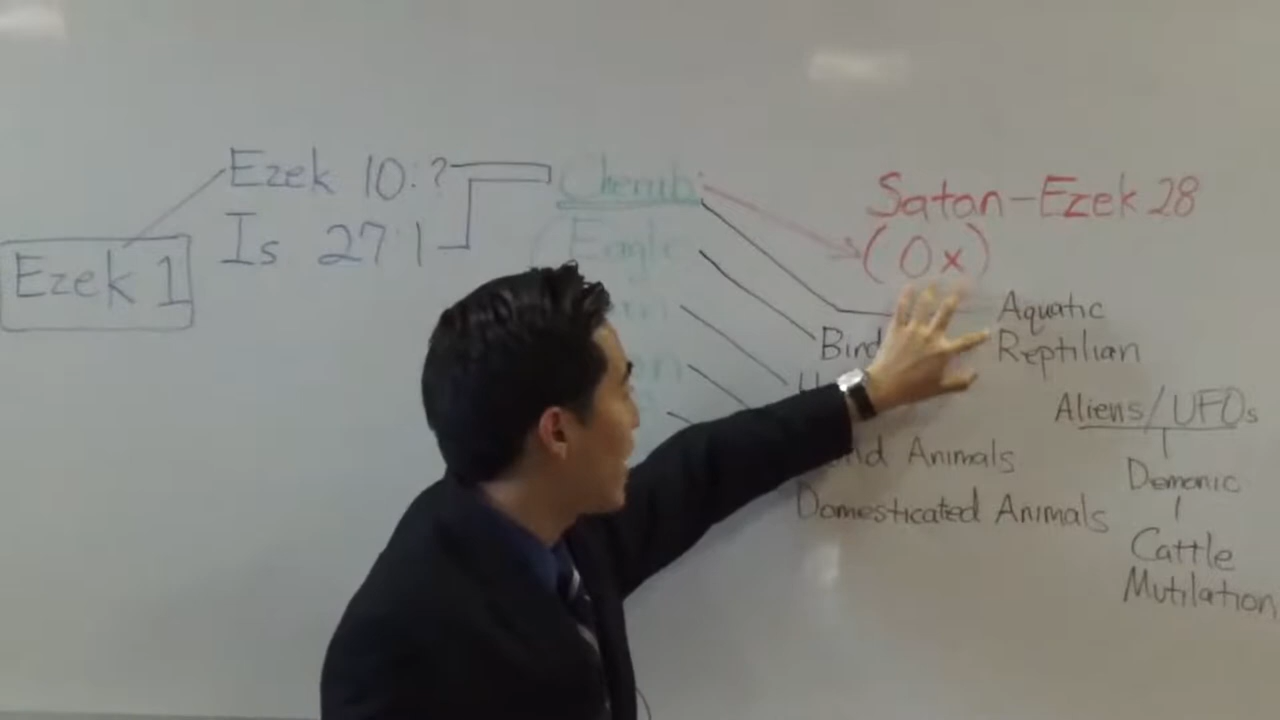 Ezek 10:?
Is 27:1
Ezek 1
Cherub
Eagle
Satan-Ezek 28
(Ox)
Aquatic
Bird
Reptilian
Aliens/UFOs
Animals
Demonic
Domesticated Animals
Cattle
Mutilation